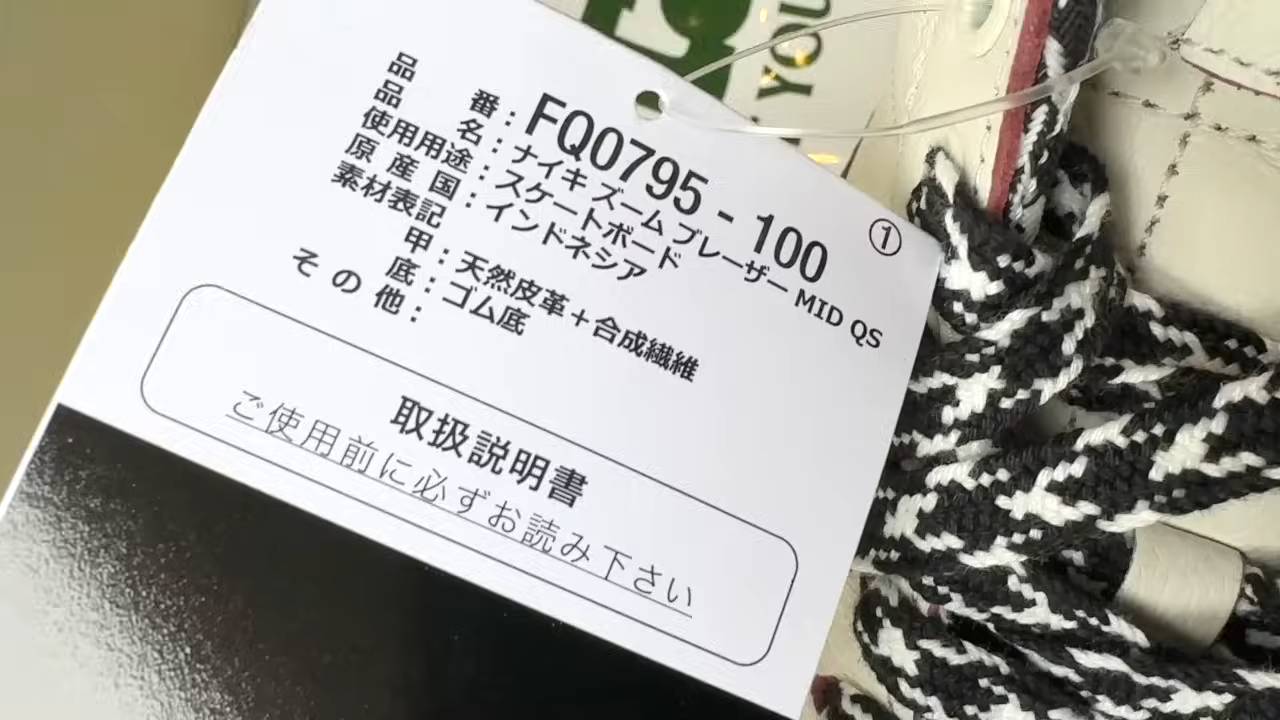 品番：FQ0795 - 100
①
品名：ナイキ ズーム ブレーザー MID QS
使用用途：スケートボード
原産国：インドネシア
素材表記
甲：天然皮革＋合成繊維
底：ゴム底
その他：
取扱説明書
ご使用前に必ずお読み下さい
YOU